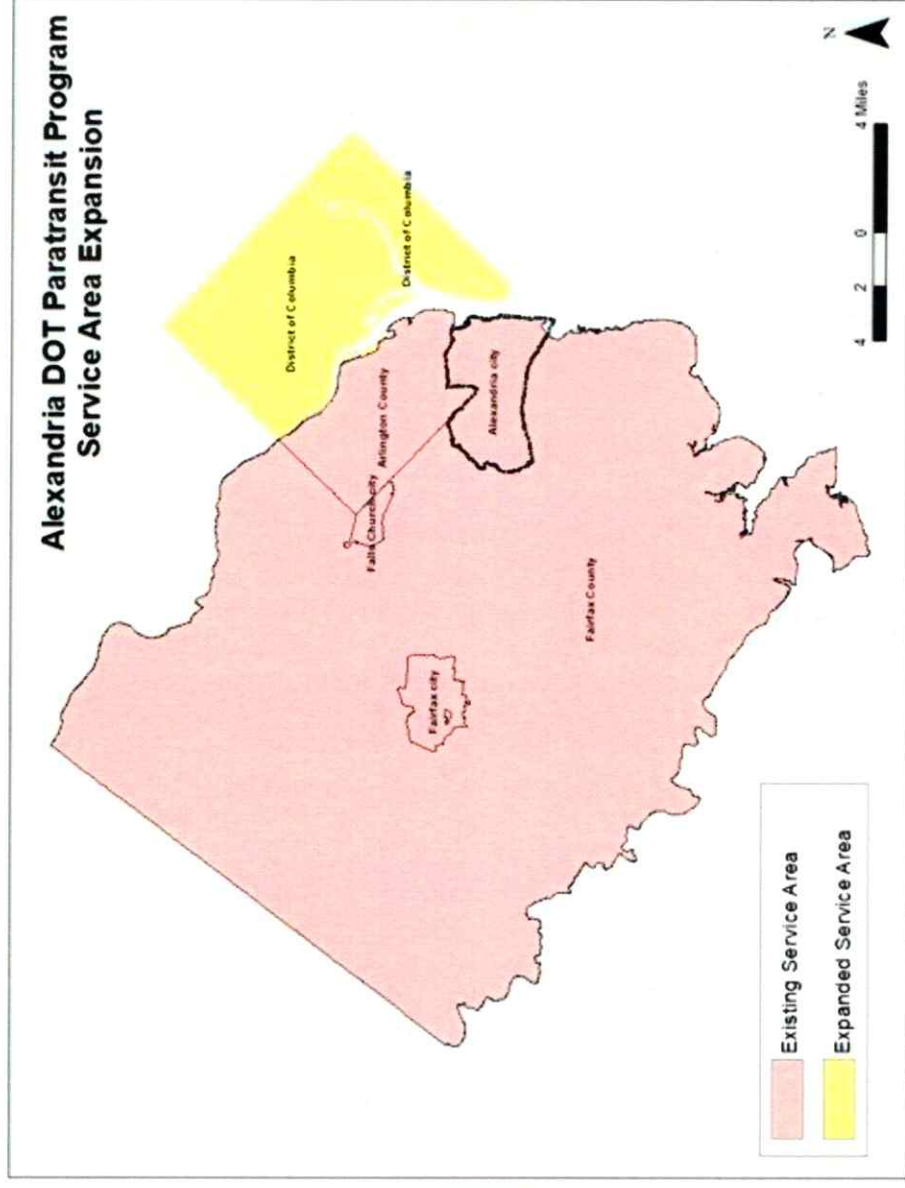 Alexandria DOT Paratransit Program
Service Area Expansion
District of Columbia
District of Columbia
Arlington County
Falls Church city
Alexandria city
Fairfax city
Fairfax County
Existing Service Area
Expanded Service Area
4 2 0 4 Miles
N